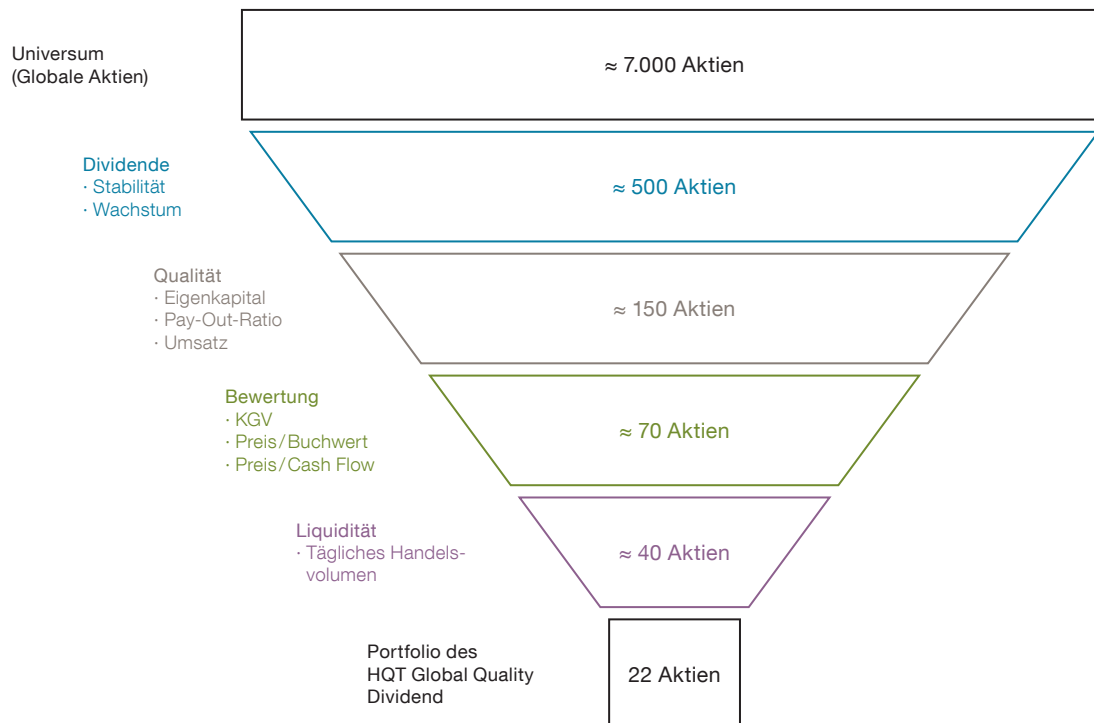 Universum
(Globale Aktien)
≈ 7.000 Aktien
Dividende
· Stabilität
· Wachstum
≈ 500 Aktien
Qualität
· Eigenkapital
· Pay-Out-Ratio
· Umsatz
≈ 150 Aktien
Bewertung
· KGV
· Preis/Buchwert
· Preis/Cash Flow
≈ 70 Aktien
Liquidität
· Tägliches Handels-
volumen
≈ 40 Aktien
Portfolio des
HQT Global Quality
Dividend
22 Aktien